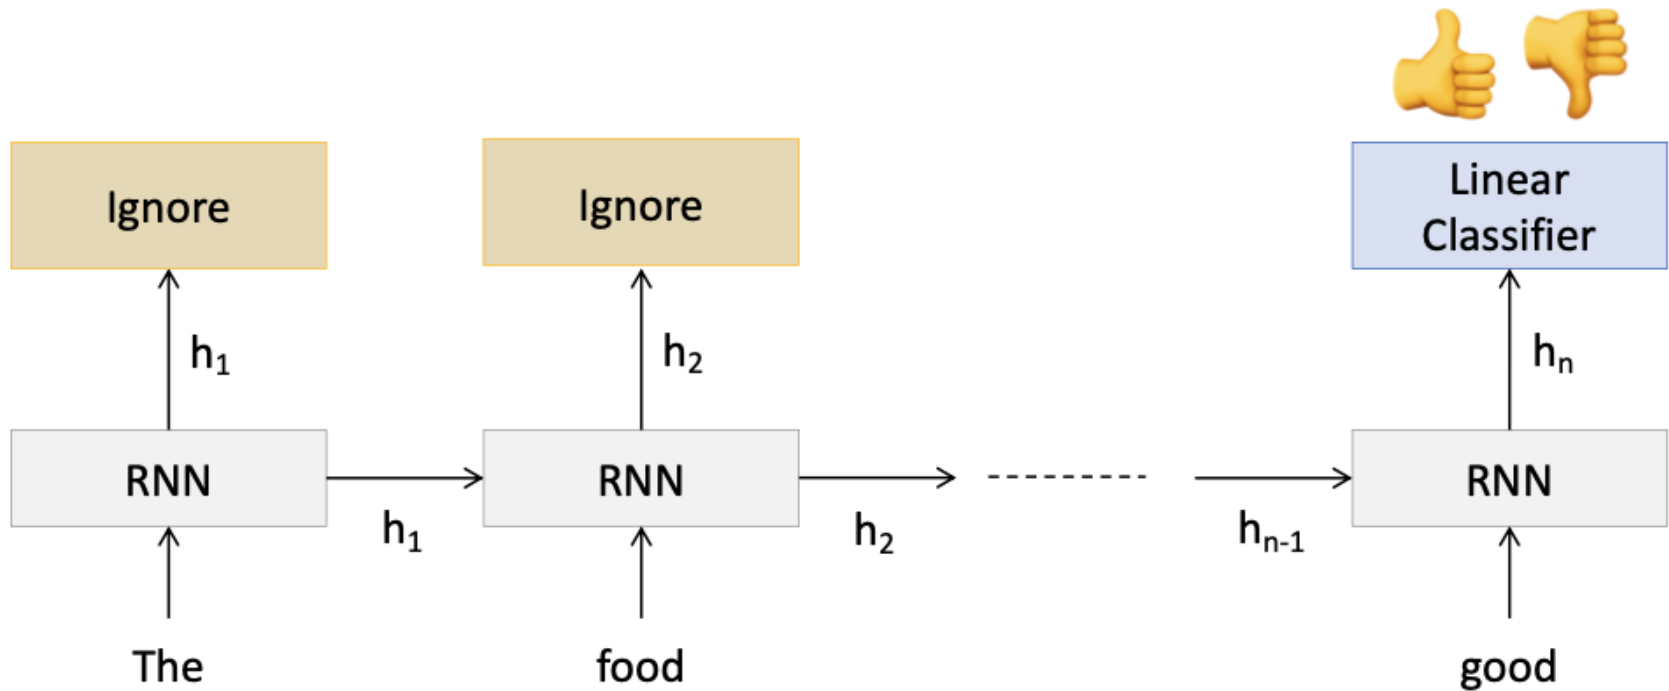 Ignore
Ignore
Linear
Classifier
h₁
h₂
hₙ
RNN
RNN
RNN
h₁
h₂
hₙ₋₁
The
food
good